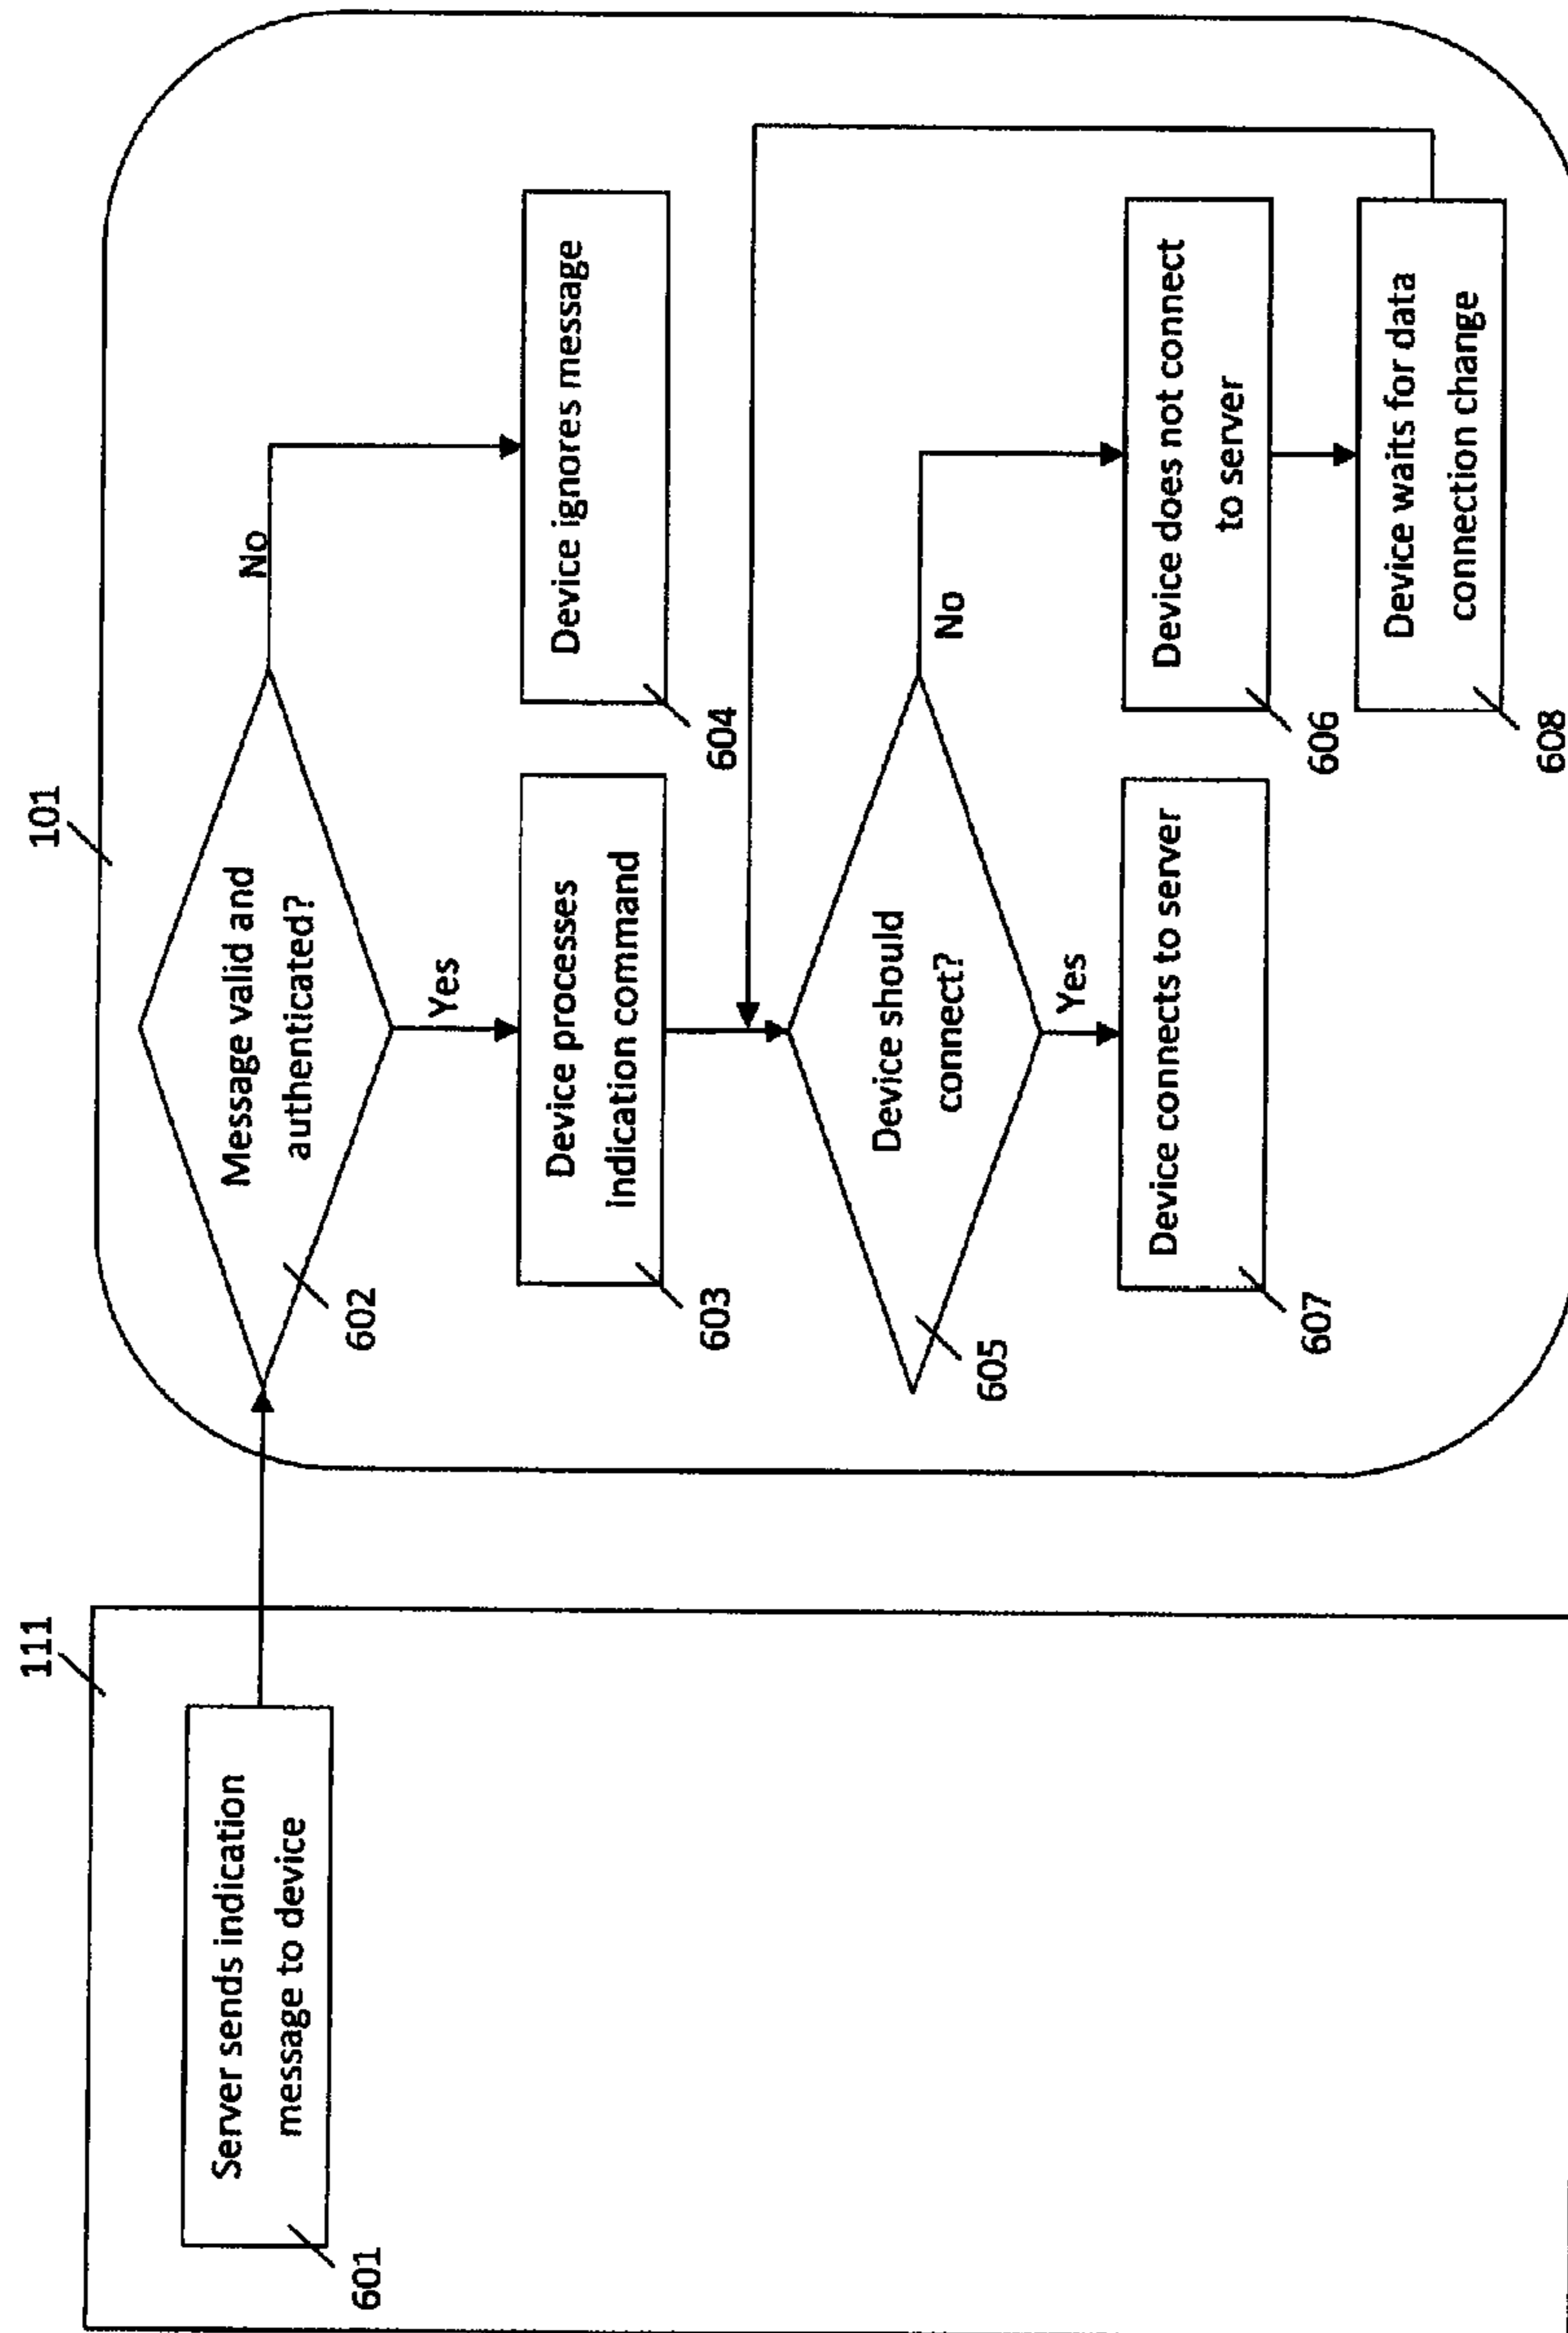 111
101
Server sends indication
message to device
601
Message valid and
authenticated?
602
No
Yes
Device processes
indication command
603
Device ignores message
604
Device should
connect?
605
No
Yes
Device connects to server
607
Device does not connect
to server
606
Device waits for data
connection change
608